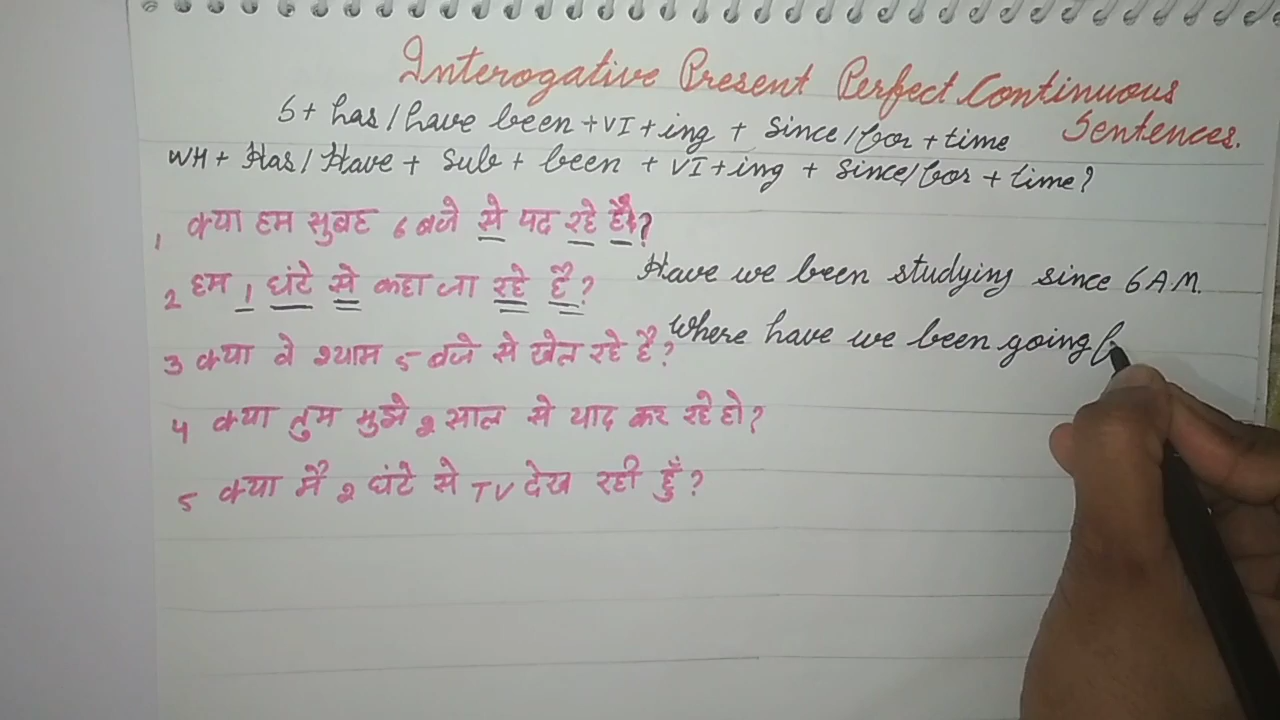 Interogative Present Perfect Continuous
Sentences.
S + has/have been + V1 + ing + since/for + time
WH + Has/Have + Sub + been + V1 + ing + since/for + time?
1 क्या हम सुबह 6 बजे से पढ रहे है?
Have we been studying since 6 A.M.
2 हम 1 घंटे से कहा जा रहे है?
Where have we been going f
3 क्या वे श्याम 5 बजे से खेल रहे है?
4 क्या तुम मुझे 2 साल से याद कर रहे हो?
5 क्या मैं 2 घंटे से TV देख रही हुँ?